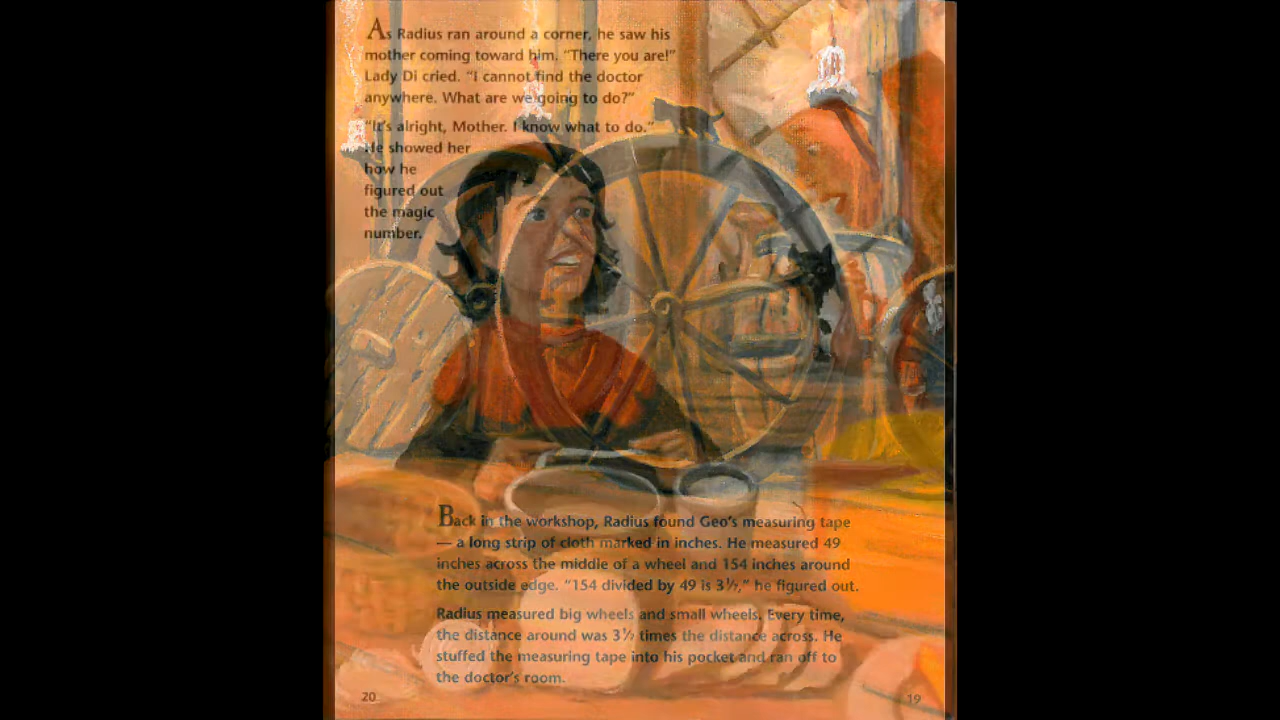 As Radius ran around a corner, he saw his
mother coming toward him. "There you are!"
Lady Di cried. "I cannot find the doctor
anywhere. What are we going to do?"
"It's alright, Mother. I know what to do."
He showed her
how he
figured out
the magic
number.
Back in the workshop, Radius found Geo's measuring tape
— a long strip of cloth marked in inches. He measured 49
inches across the middle of a wheel and 154 inches around
the outside edge. "154 divided by 49 is 3 1/7," he figured out.
Radius measured big wheels and small wheels. Every time,
the distance around was 3 1/7 times the distance across. He
stuffed the measuring tape into his pocket and ran off to
the doctor's room.
20
19